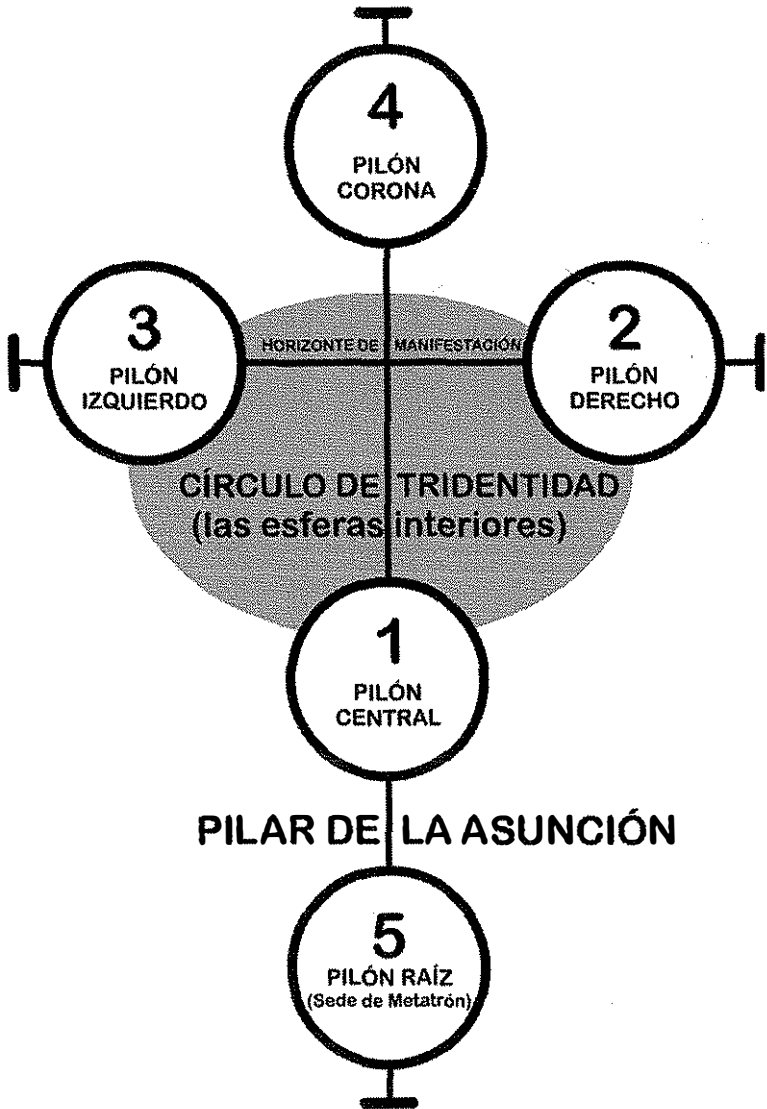 4
PILÓN
CORONA
3
PILÓN
IZQUIERDO
HORIZONTE DE MANIFESTACIÓN
2
PILÓN
DERECHO
CÍRCULO DE TRIDENTIDAD
(las esferas interiores)
1
PILÓN
CENTRAL
PILAR DE LA ASUNCIÓN
5
PILÓN RAÍZ
(Sede de Metatrón)